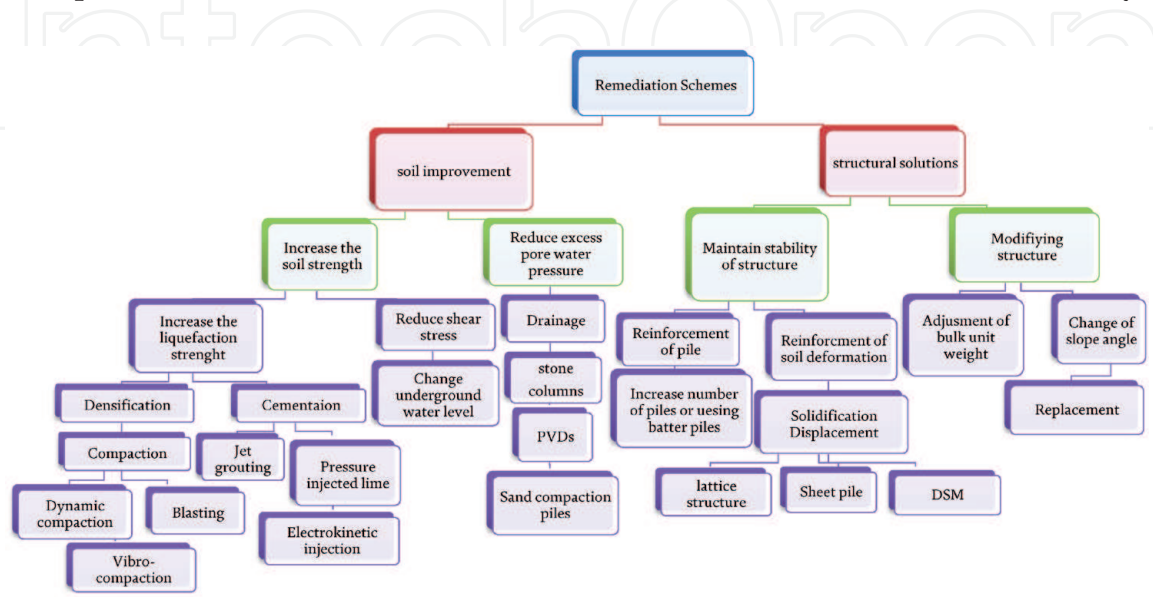 IntechOpen
Remediation Schemes
soil improvement
structural solutions
Increase the
soil strength
Reduce excess
pore water
pressure
Maintain stability
of structure
Modifiying
structure
Increase the
liquefaction
strenght
Reduce shear
stress
Drainage
Reinforcement
of pile
Reinforcment of
soil deformation
Adjusment of
bulk unit
weight
Change of
slope angle
Densification
Cementaion
Change
underground
water level
stone
columns
Increase number
of piles or uesing
batter piles
Solidification
Displacement
Replacement
Compaction
Jet
grouting
Pressure
injected lime
PVDs
Dynamic
compaction
Blasting
Electrokinetic
injection
Sand compaction
piles
lattice
structure
Sheet pile
DSM
Vibro-
compaction